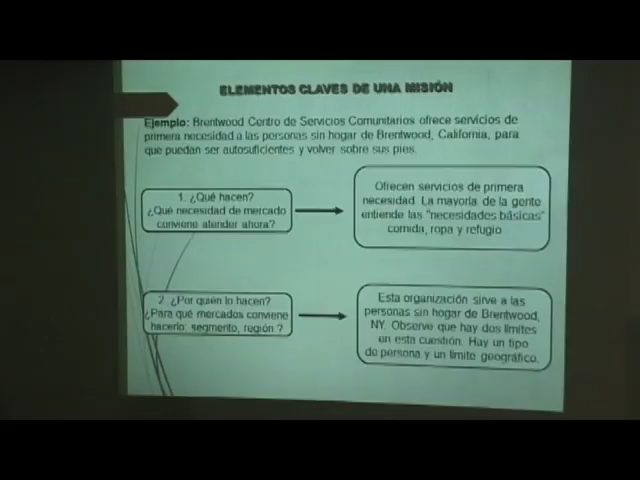 ELEMENTOS CLAVES DE UNA MISIÓN
Ejemplo: Brentwood Centro de Servicios Comunitarios ofrece servicios de
primera necesidad a las personas sin hogar de Brentwood, California, para
que puedan ser autosuficientes y volver sobre sus pies.
1. ¿Qué hacen?
¿Qué necesidad de mercado
conviene atender ahora?
Ofrecen servicios de primera
necesidad. La mayoría de la gente
entiende las "necesidades básicas"
comida, ropa y refugio
2. ¿Por quién lo hacen?
¿Para qué mercados conviene
hacerlo: segmento, región ?
Esta organización sirve a las
personas sin hogar de Brentwood,
NY. Observe que hay dos límites
en esta cuestión. Hay un tipo
de persona y un límite geográfico.